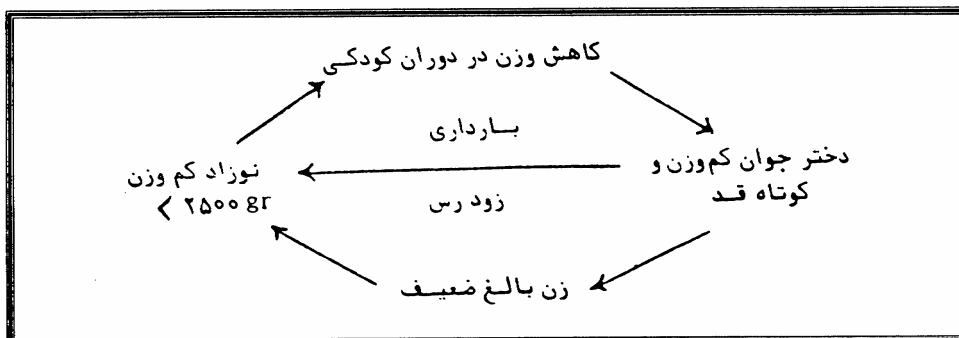 کاهش وزن در دوران کودکی
بارداری
دختر جوان کم‌وزن و
کوتاه قد
نوزاد کم وزن
< ۲۵۰۰ gr
زود رس
زن بالغ ضعیف